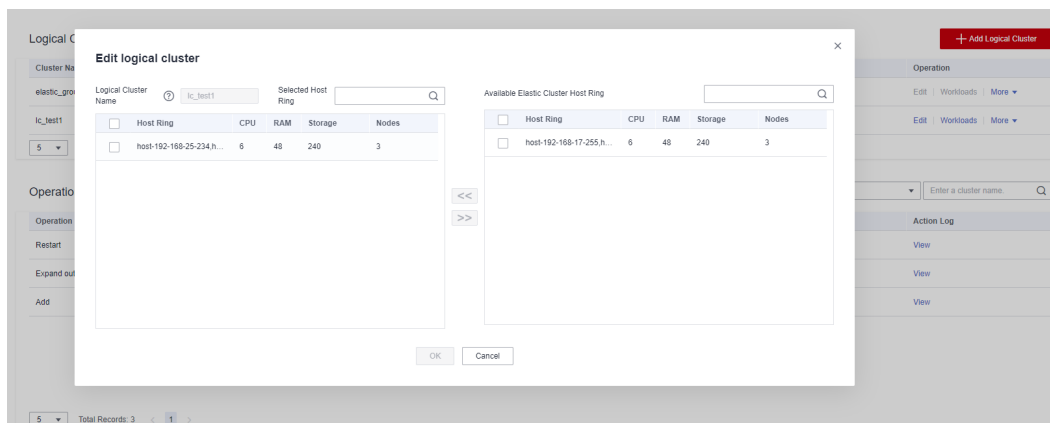 Logical C
+ Add Logical Cluster
Cluster Na
Operation
elastic_grou
Edit | Workloads | More
lc_test1
Edit | Workloads | More
5
Operatio
Enter a cluster name.
Operation
Action Log
Restart
View
Expand out
View
Add
View
5 Total Records: 3 < 1 >
Edit logical cluster
×
Logical Cluster Name ? lc_test1
Selected Host Ring
Host Ring CPU RAM Storage Nodes
host-192-168-25-234,h... 6 48 240 3
<<
>>
Available Elastic Cluster Host Ring
Host Ring CPU RAM Storage Nodes
host-192-168-17-255,h... 6 48 240 3
OK Cancel